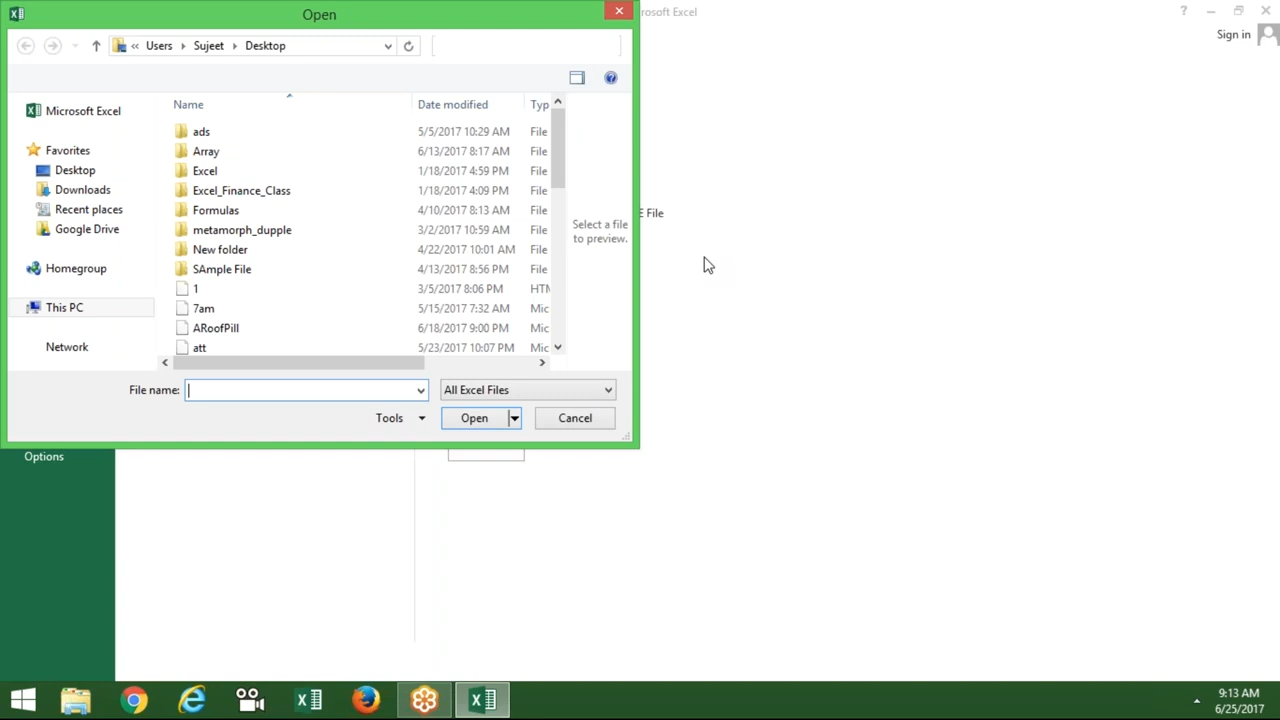 Open
rosoft Excel
Sign in
Users Sujeet Desktop
Name Date modified Typ
Microsoft Excel
Favorites
Desktop
Downloads
Recent places
Google Drive
Homegroup
This PC
Network
ads 5/5/2017 10:29 AM File
Array 6/13/2017 8:17 AM File
Excel 1/18/2017 4:59 PM File
Excel_Finance_Class 1/18/2017 4:09 PM File
Formulas 4/10/2017 8:13 AM File
metamorph_dupple 3/2/2017 10:59 AM File
New folder 4/22/2017 10:01 AM File
SAmple File 4/13/2017 8:56 PM File
1 3/5/2017 8:06 PM HTM
7am 5/15/2017 7:32 AM Mic
ARoofPill 6/18/2017 9:00 PM Mic
att 5/23/2017 10:07 PM Mic
Select a file
to preview.
E File
File name: All Excel Files
Tools Open Cancel
Options
9:13 AM
6/25/2017